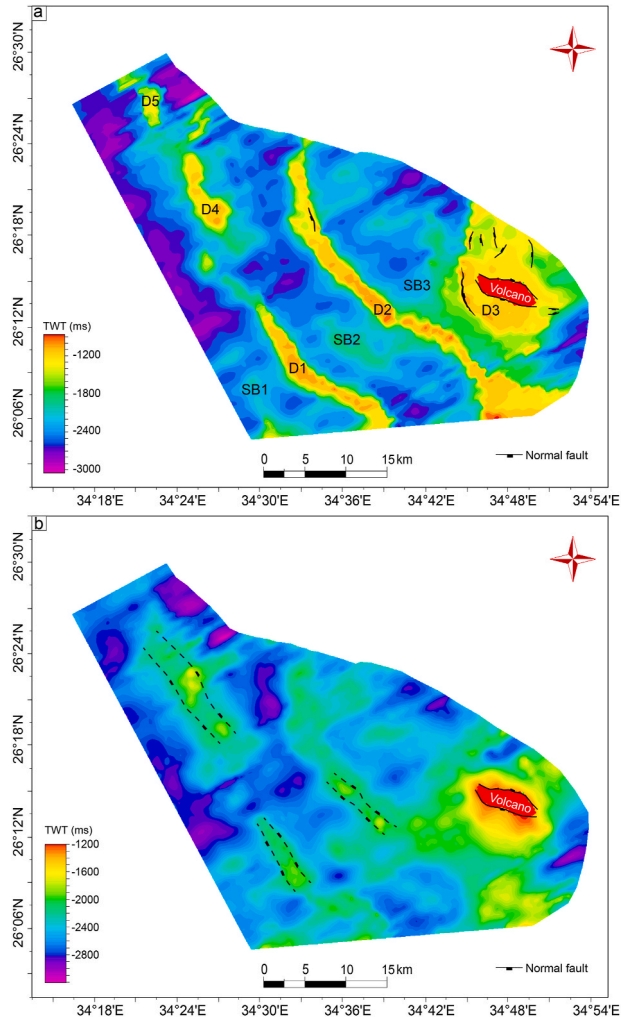 a
26°30'N
26°24'N
26°18'N
26°12'N
26°06'N
D5
D4
SB3
Volcano
D2
D3
SB2
D1
SB1
TWT (ms)
-1200
-1800
-2400
-3000
0 5 10 15 km
Normal fault
34°18'E 34°24'E 34°30'E 34°36'E 34°42'E 34°48'E 34°54'E
b
26°30'N
26°24'N
26°18'N
26°12'N
26°06'N
Volcano
TWT (ms)
-1200
-1600
-2000
-2400
-2800
0 5 10 15 km
Normal fault
34°18'E 34°24'E 34°30'E 34°36'E 34°42'E 34°48'E 34°54'E